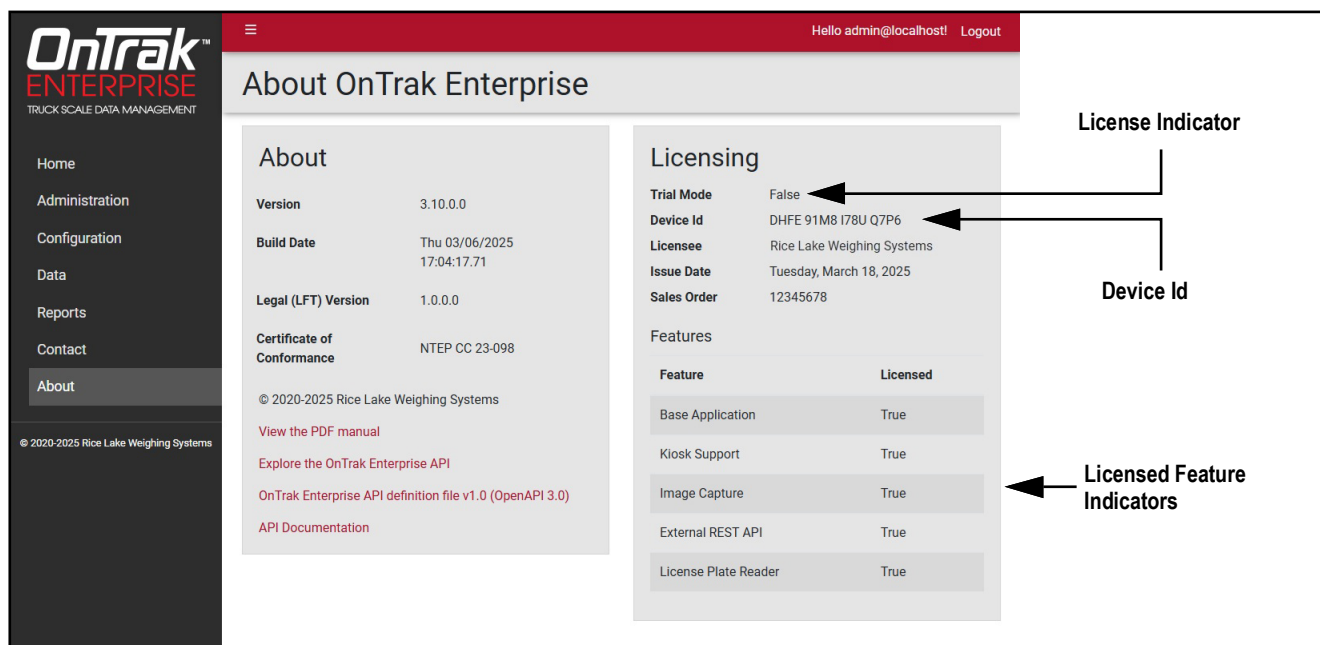 OnTrak™
ENTERPRISE
TRUCK SCALE DATA MANAGEMENT
Home
Administration
Configuration
Data
Reports
Contact
About
© 2020-2025 Rice Lake Weighing Systems
Hello admin@localhost! Logout
About OnTrak Enterprise
About
Version 3.10.0.0
Build Date Thu 03/06/2025
17:04:17.71
Legal (LFT) Version 1.0.0.0
Certificate of
Conformance NTEP CC 23-098
© 2020-2025 Rice Lake Weighing Systems
View the PDF manual
Explore the OnTrak Enterprise API
OnTrak Enterprise API definition file v1.0 (OpenAPI 3.0)
API Documentation
Licensing
Trial Mode False
Device Id DHFE 91M8 I78U Q7P6
Licensee Rice Lake Weighing Systems
Issue Date Tuesday, March 18, 2025
Sales Order 12345678
Features
Feature Licensed
Base Application True
Kiosk Support True
Image Capture True
External REST API True
License Plate Reader True
License Indicator
Device Id
Licensed Feature
Indicators